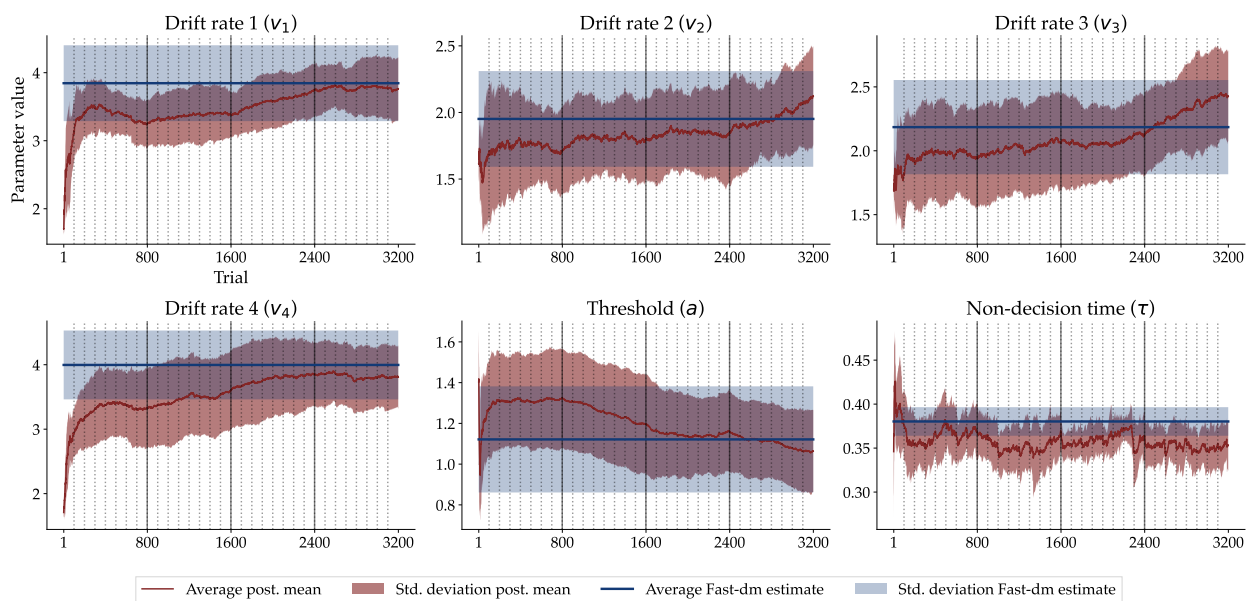 Drift rate 1 (v₁)
Drift rate 2 (v₂)
Drift rate 3 (v₃)
Parameter value
4
3
2
2.5
2.0
1.5
2.5
2.0
1.5
1 800 1600 2400 3200
1 800 1600 2400 3200
1 800 1600 2400 3200
Trial
Drift rate 4 (v₄)
Threshold (a)
Non-decision time (τ)
4
3
2
1.6
1.4
1.2
1.0
0.8
0.45
0.40
0.35
0.30
1 800 1600 2400 3200
1 800 1600 2400 3200
1 800 1600 2400 3200
Average post. mean Std. deviation post. mean Average Fast-dm estimate Std. deviation Fast-dm estimate